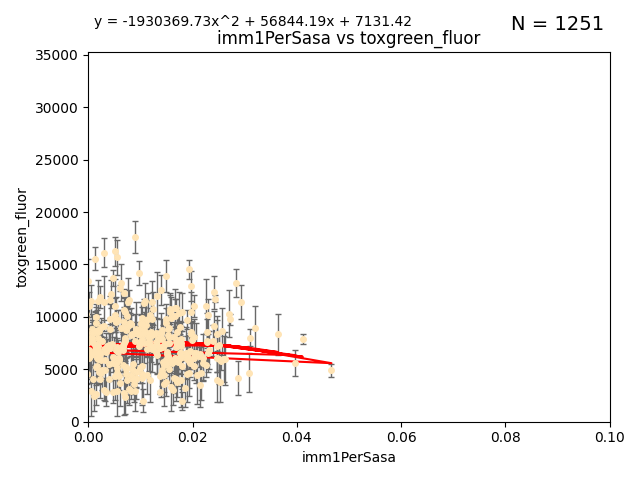 y = -1930369.73x^2 + 56844.19x + 7131.42
N = 1251
imm1PerSasa vs toxgreen_fluor
35000
30000
25000
20000
15000
10000
5000
0
toxgreen_fluor
0.00 0.02 0.04 0.06 0.08 0.10
imm1PerSasa